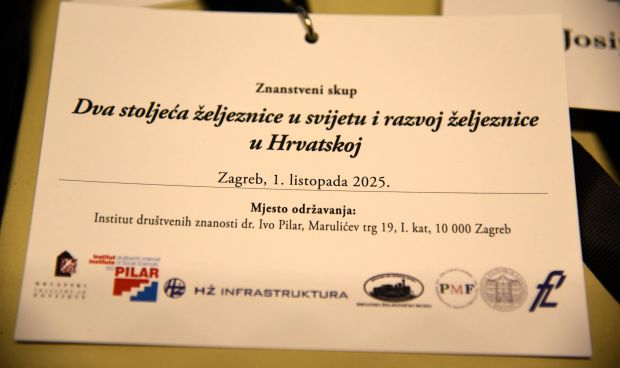 Josi
Znanstveni skup
Dva stoljeća željeznice u svijetu i razvoj željeznice
u Hrvatskoj
Zagreb, 1. listopada 2025.
Mjesto održavanja:
Institut društvenih znanosti dr. Ivo Pilar, Marulićev trg 19, I. kat, 10 000 Zagreb
PILAR
HŽ INFRASTRUKTURA
PMF